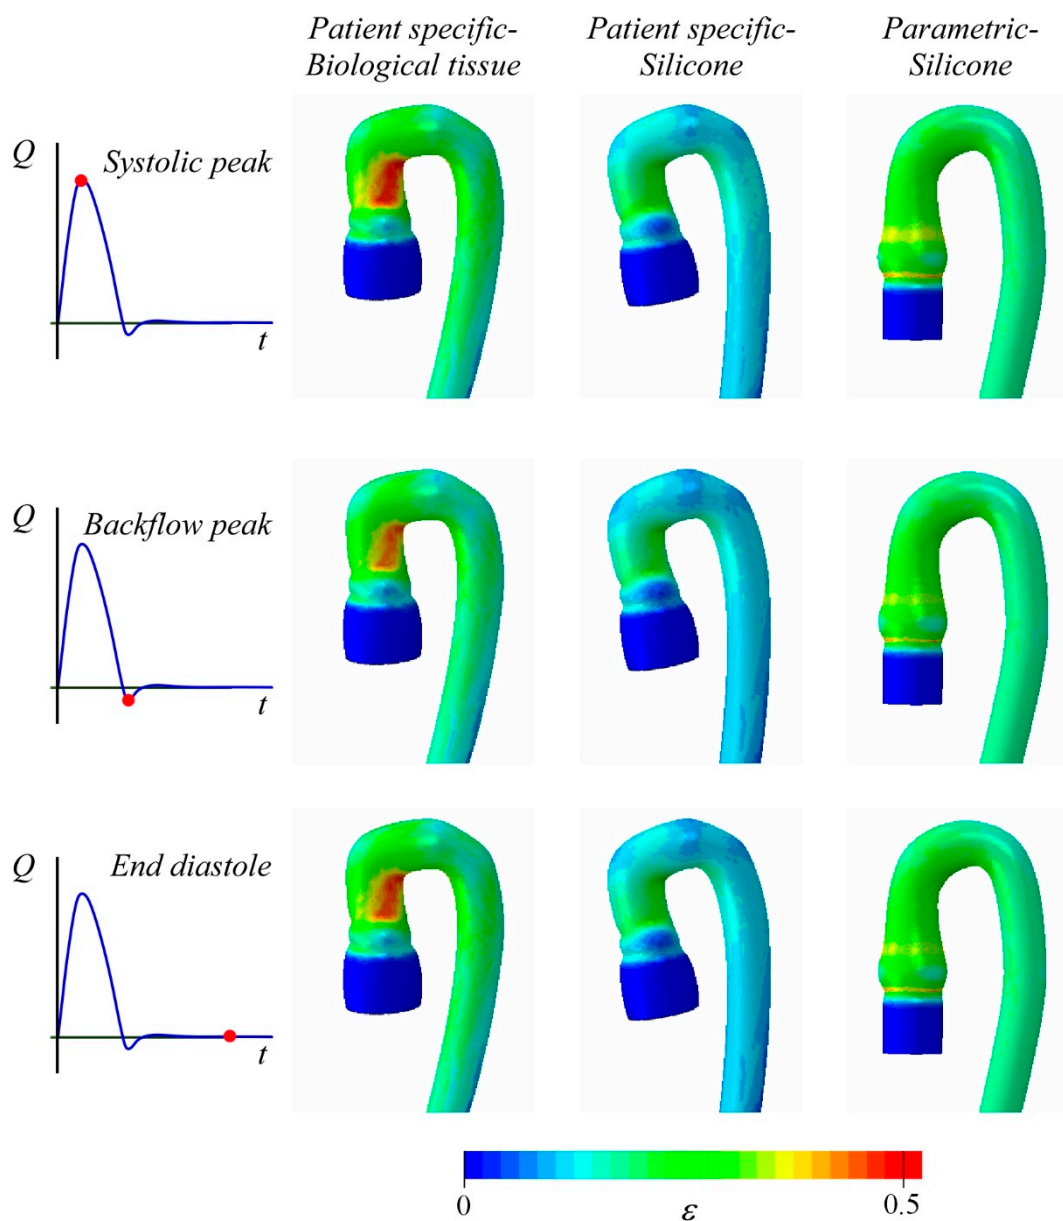 Patient specific-
Biological tissue
Patient specific-
Silicone
Parametric-
Silicone
Q
Systolic peak
t
Q
Backflow peak
t
Q
End diastole
t
0
0.5
ε